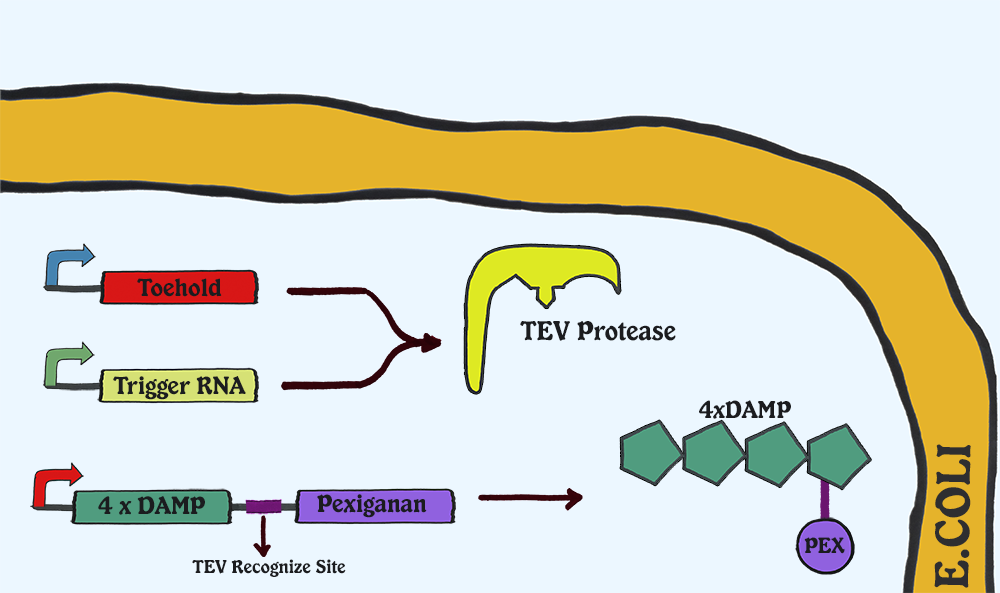 Toehold
TEV Protease
Trigger RNA
4xDAMP
4 x DAMP
Pexiganan
PEX
TEV Recognize Site
E.COLI